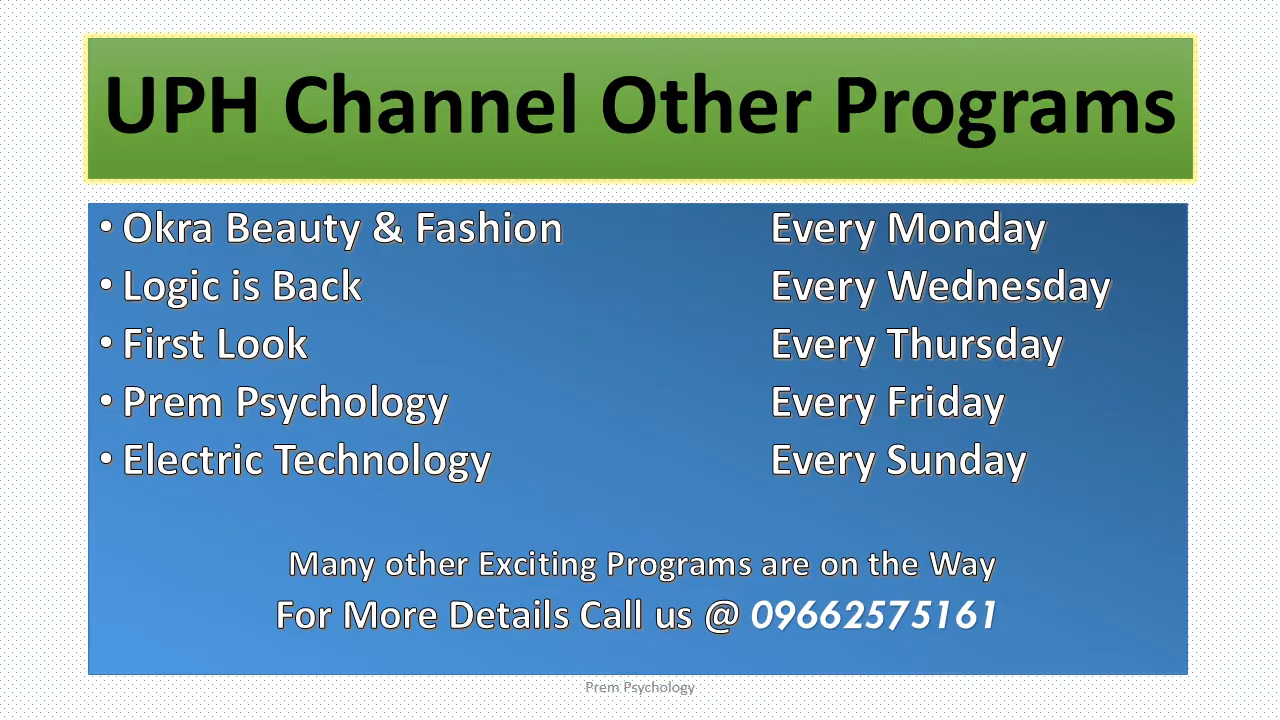 UPH Channel Other Programs
• Okra Beauty & Fashion Every Monday
• Logic is Back Every Wednesday
• First Look Every Thursday
• Prem Psychology Every Friday
• Electric Technology Every Sunday
Many other Exciting Programs are on the Way
For More Details Call us @ 09662575161
Prem Psychology